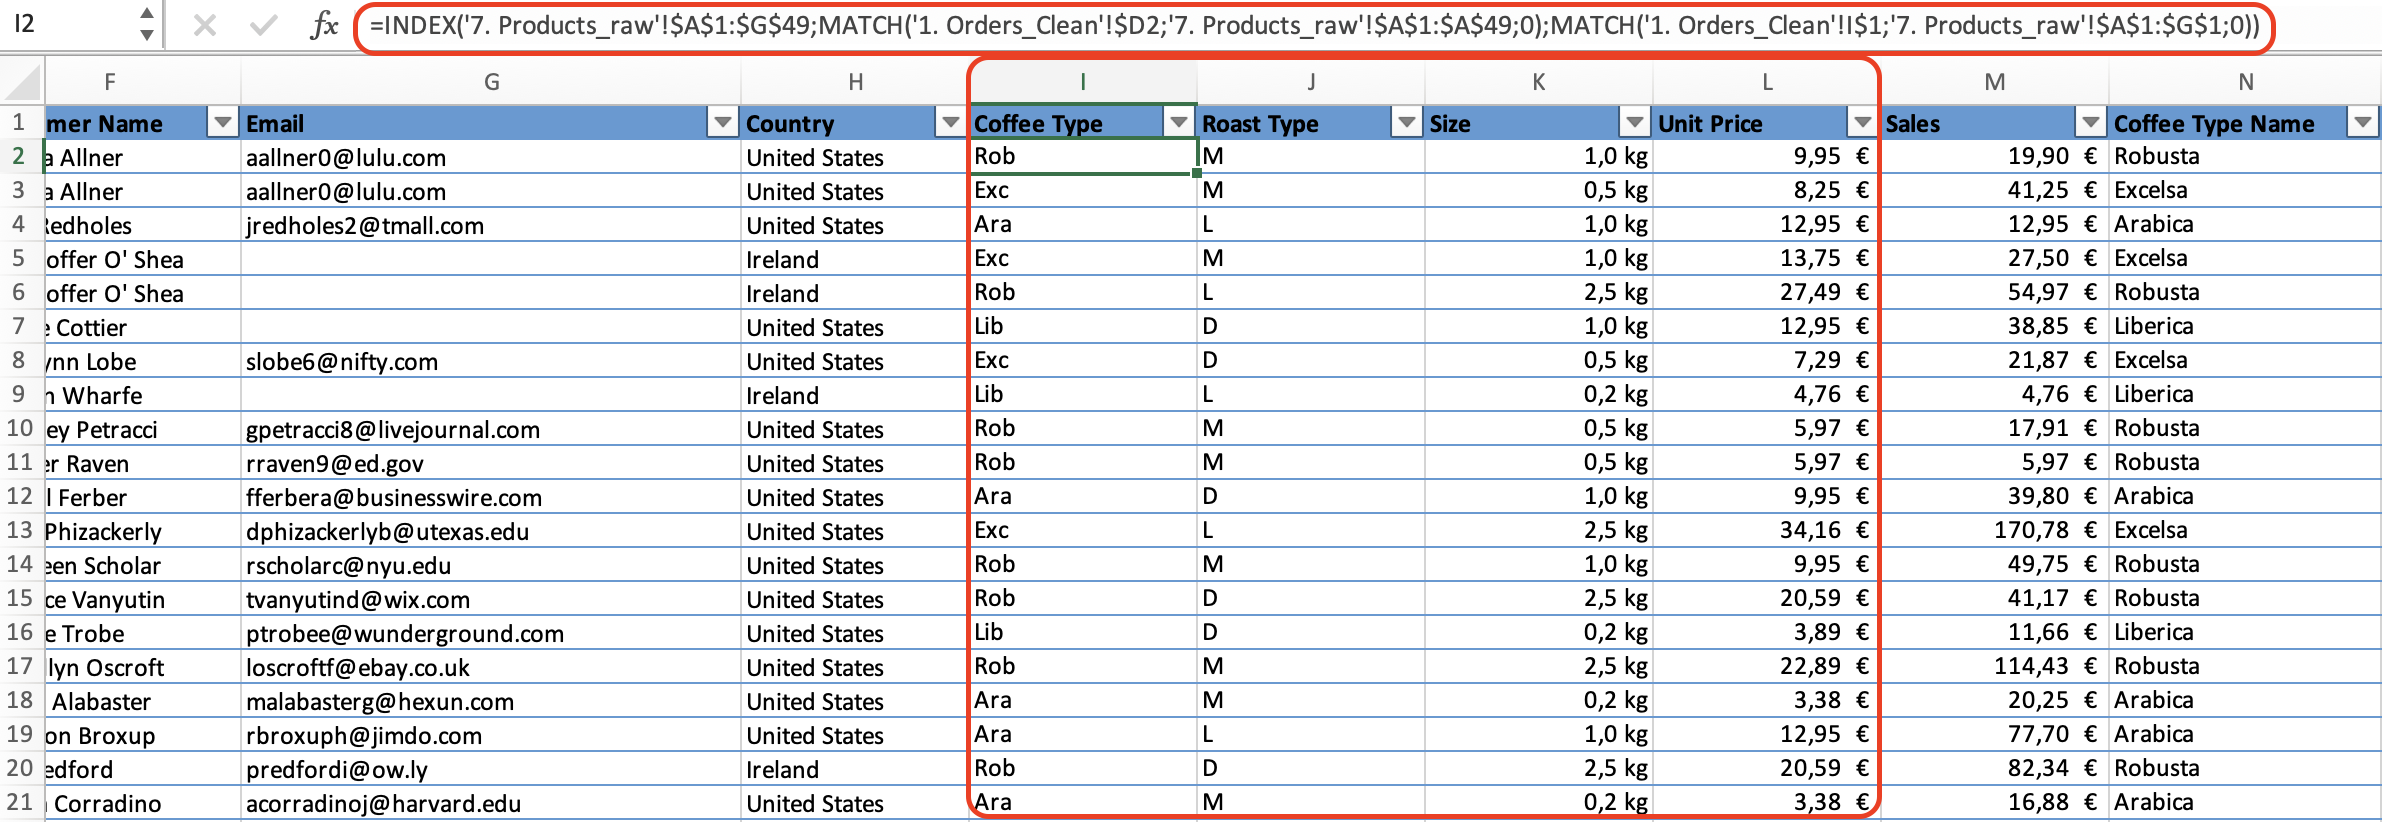 I2 fx =INDEX('7. Products_raw'!$A$1:$G$49;MATCH('1. Orders_Clean'!$D2;'7. Products_raw'!$A$1:$A$49;0);MATCH('1. Orders_Clean'!I$1;'7. Products_raw'!$A$1:$G$1;0))
F G H I J K L M N
1 mer Name Email Country Coffee Type Roast Type Size Unit Price Sales Coffee Type Name
2 a Allner aallner0@lulu.com United States Rob M 1,0 kg 9,95 € 19,90 € Robusta
3 a Allner aallner0@lulu.com United States Exc M 0,5 kg 8,25 € 41,25 € Excelsa
4 Redholes jredholes2@tmall.com United States Ara L 1,0 kg 12,95 € 12,95 € Arabica
5 offer O' Shea Ireland Exc M 1,0 kg 13,75 € 27,50 € Excelsa
6 offer O' Shea Ireland Rob L 2,5 kg 27,49 € 54,97 € Robusta
7 e Cottier United States Lib D 1,0 kg 12,95 € 38,85 € Liberica
8 ynn Lobe slobe6@nifty.com United States Exc D 0,5 kg 7,29 € 21,87 € Excelsa
9 n Wharfe Ireland Lib L 0,2 kg 4,76 € 4,76 € Liberica
10 ey Petracci gpetracci8@livejournal.com United States Rob M 0,5 kg 5,97 € 17,91 € Robusta
11 er Raven rraven9@ed.gov United States Rob M 0,5 kg 5,97 € 5,97 € Robusta
12 l Ferber fferbera@businesswire.com United States Ara D 1,0 kg 9,95 € 39,80 € Arabica
13 Phizackerly dphizackerlyb@utexas.edu United States Exc L 2,5 kg 34,16 € 170,78 € Excelsa
14 een Scholar rscholarc@nyu.edu United States Rob M 1,0 kg 9,95 € 49,75 € Robusta
15 ce Vanyutin tvanyutind@wix.com United States Rob D 2,5 kg 20,59 € 41,17 € Robusta
16 e Trobe ptrobee@wunderground.com United States Lib D 0,2 kg 3,89 € 11,66 € Liberica
17 lyn Oscroft loscroftf@ebay.co.uk United States Rob M 2,5 kg 22,89 € 114,43 € Robusta
18 Alabaster malabasterg@hexun.com United States Ara M 0,2 kg 3,38 € 20,25 € Arabica
19 on Broxup rbroxuph@jimdo.com United States Ara L 1,0 kg 12,95 € 77,70 € Arabica
20 edford predfordi@ow.ly Ireland Rob D 2,5 kg 20,59 € 82,34 € Robusta
21 Corradino acorradinoj@harvard.edu United States Ara M 0,2 kg 3,38 € 16,88 € Arabica